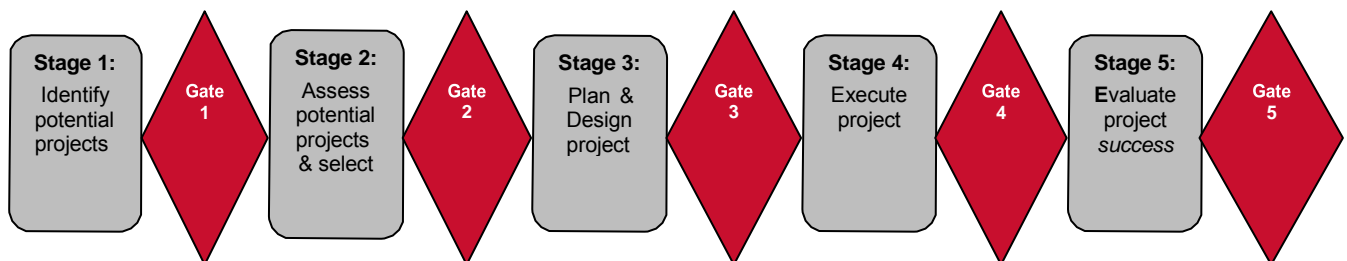 Stage 1:
Identify
potential
projects
Gate
1
Stage 2:
Assess
potential
projects
& select
Gate
2
Stage 3:
Plan &
Design
project
Gate
3
Stage 4:
Execute
project
Gate
4
Stage 5:
Evaluate
project
success
Gate
5